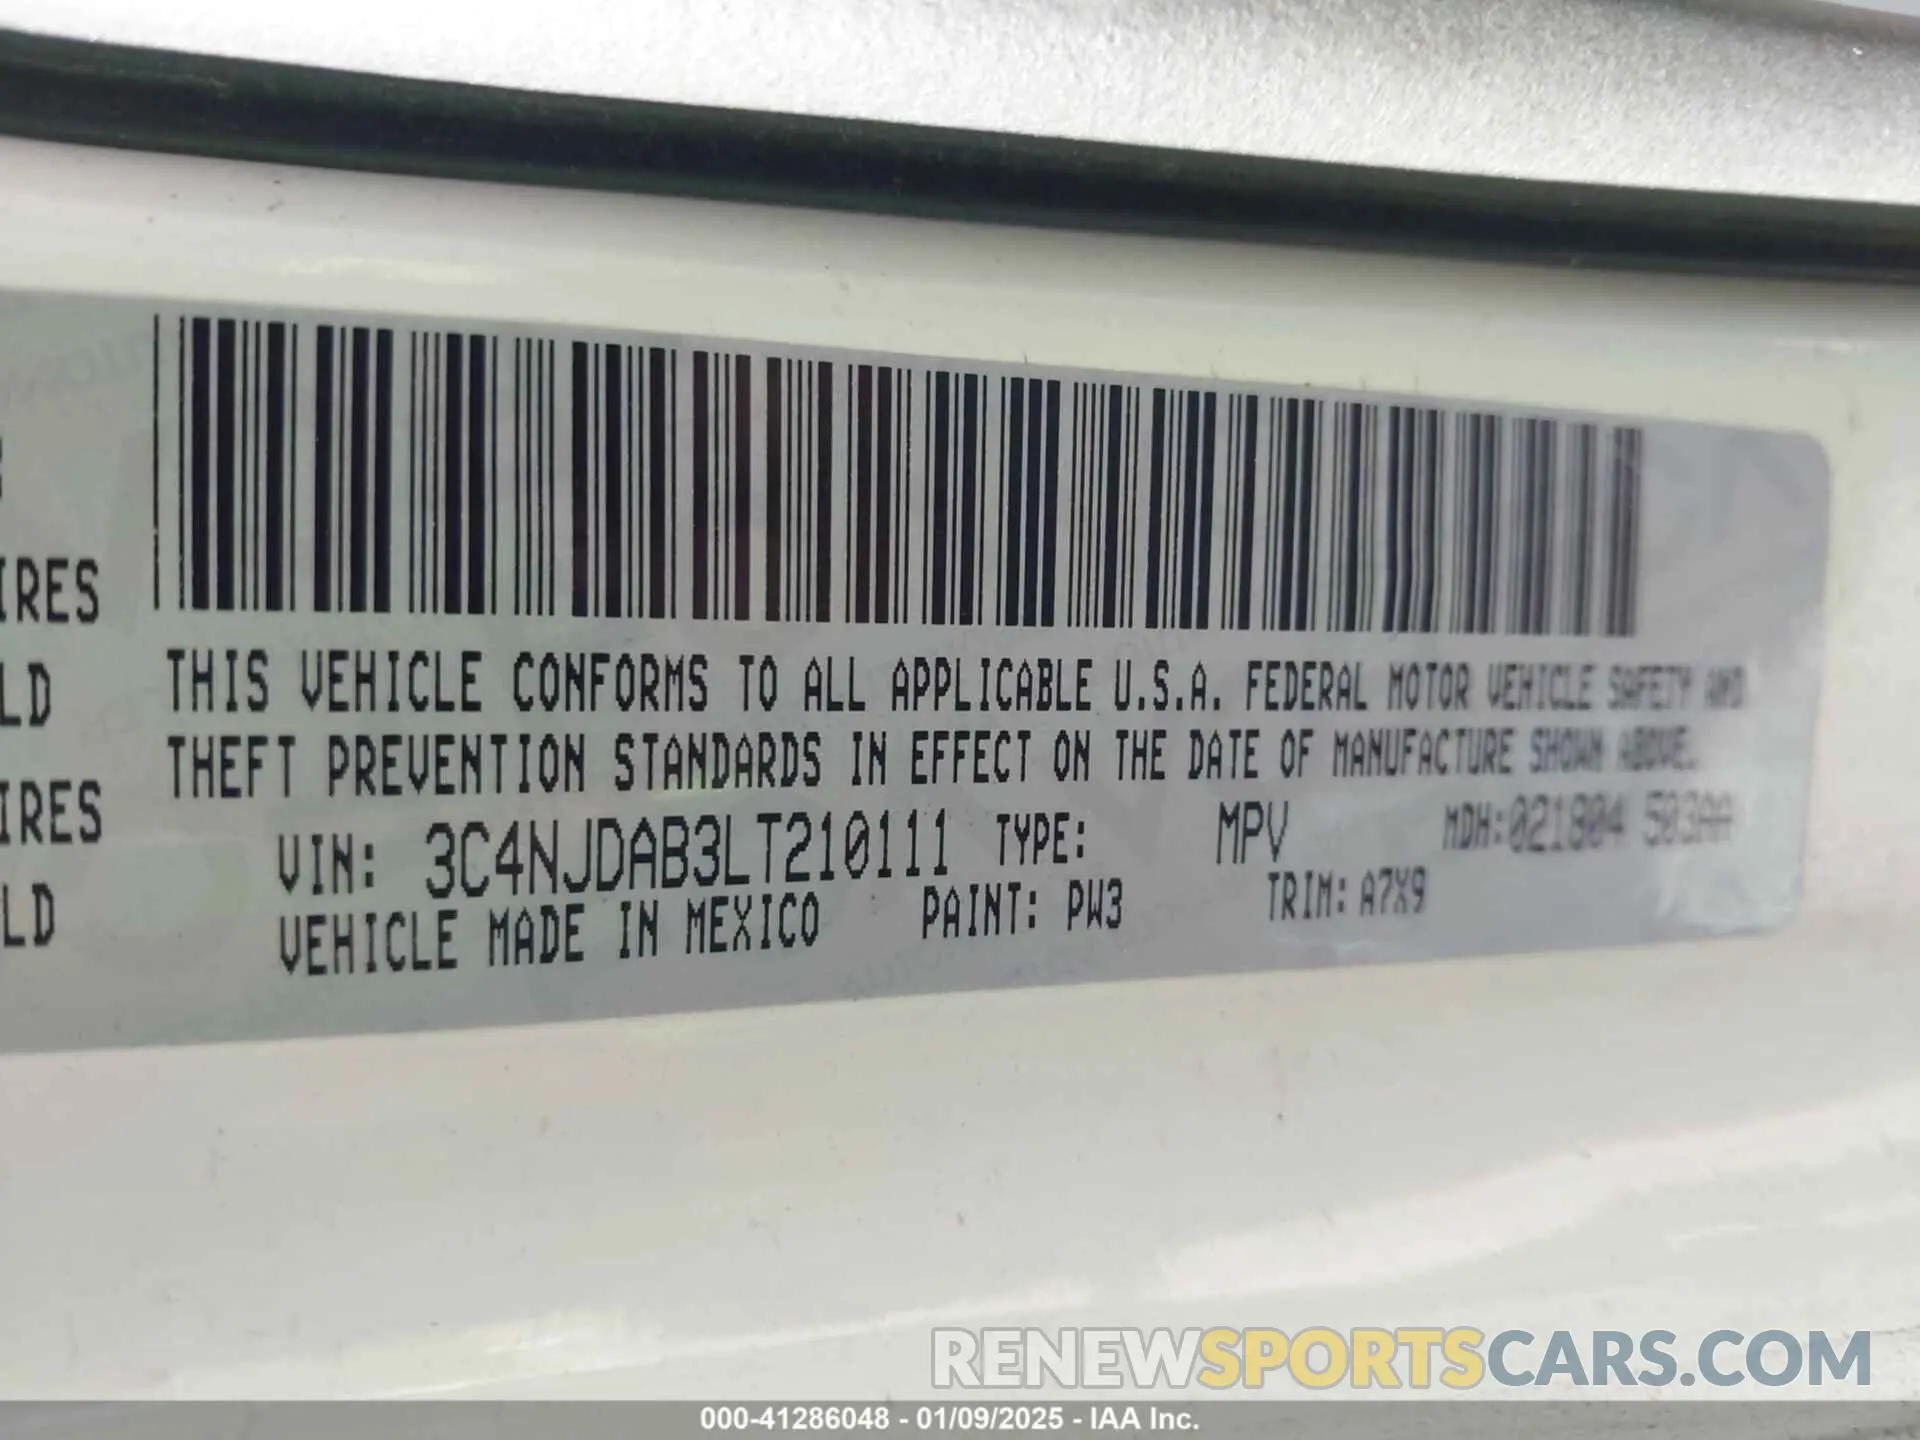 IRES
LD
IRES
LD
THIS VEHICLE CONFORMS TO ALL APPLICABLE U.S.A. FEDERAL MOTOR VEHICLE SAFETY AND
THEFT PREVENTION STANDARDS IN EFFECT ON THE DATE OF MANUFACTURE SHOWN ABOVE.
VIN: 3C4NJDAB3LT210111 TYPE: MPV MDH:021804 503AA
VEHICLE MADE IN MEXICO PAINT: PW3 TRIM: A7X9
RENEWSPORTSCARS.COM
000-41286048 - 01/09/2025 - IAA Inc.